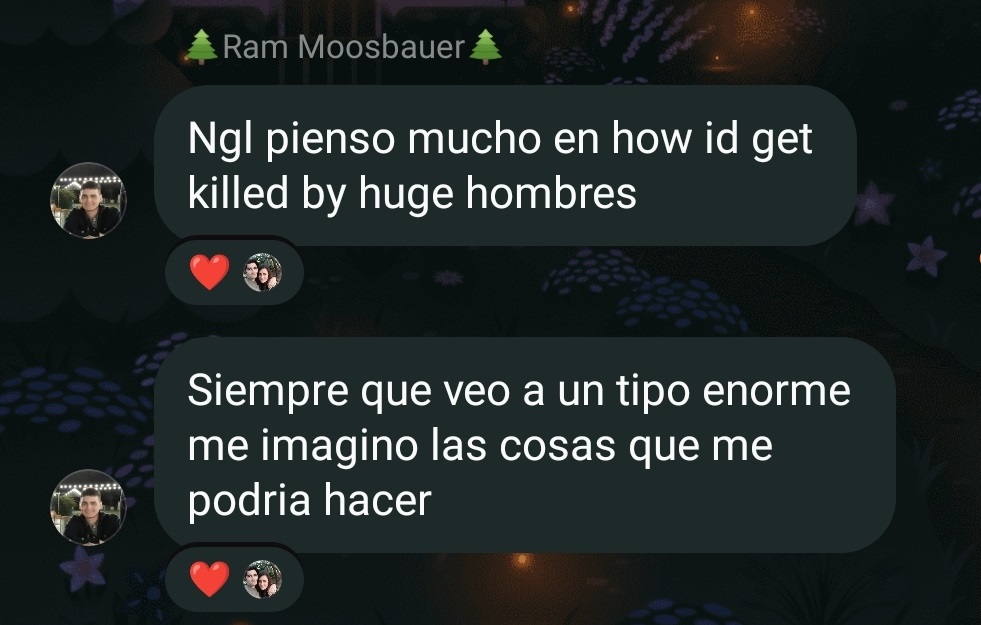 🌲Ram Moosbauer🌲
Ngl pienso mucho en how id get
killed by huge hombres
Siempre que veo a un tipo enorme
me imagino las cosas que me
podria hacer